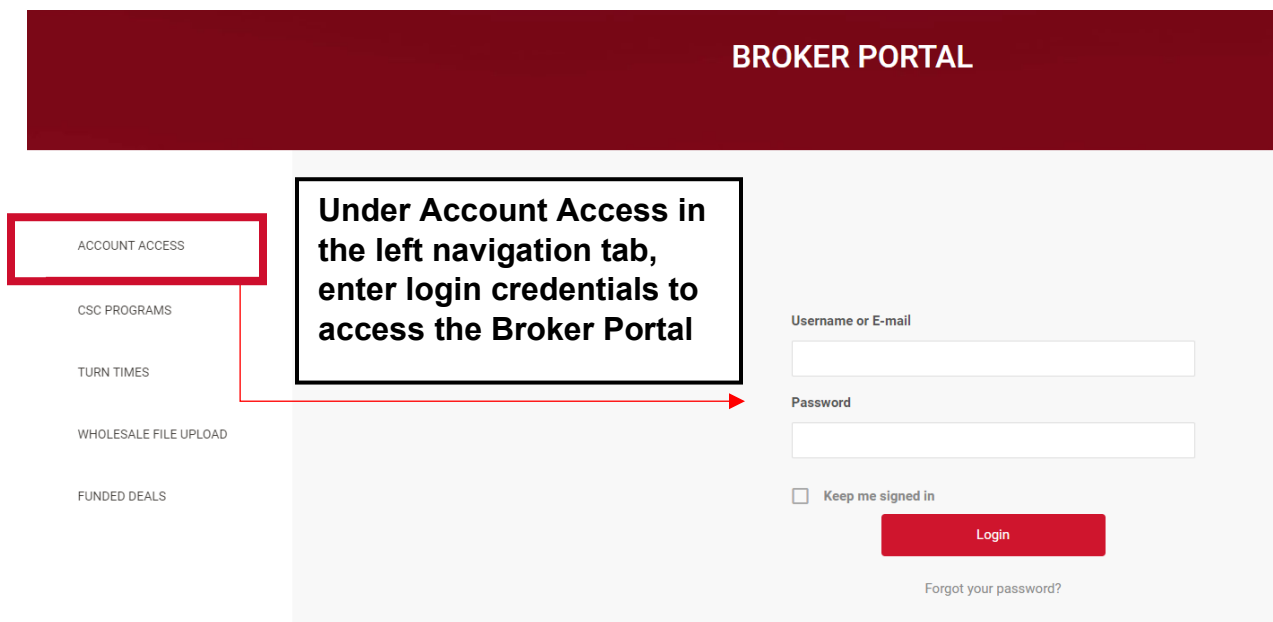 BROKER PORTAL
ACCOUNT ACCESS
CSC PROGRAMS
TURN TIMES
WHOLESALE FILE UPLOAD
FUNDED DEALS
Under Account Access in
the left navigation tab,
enter login credentials to
access the Broker Portal
Username or E-mail
Password
Keep me signed in
Login
Forgot your password?